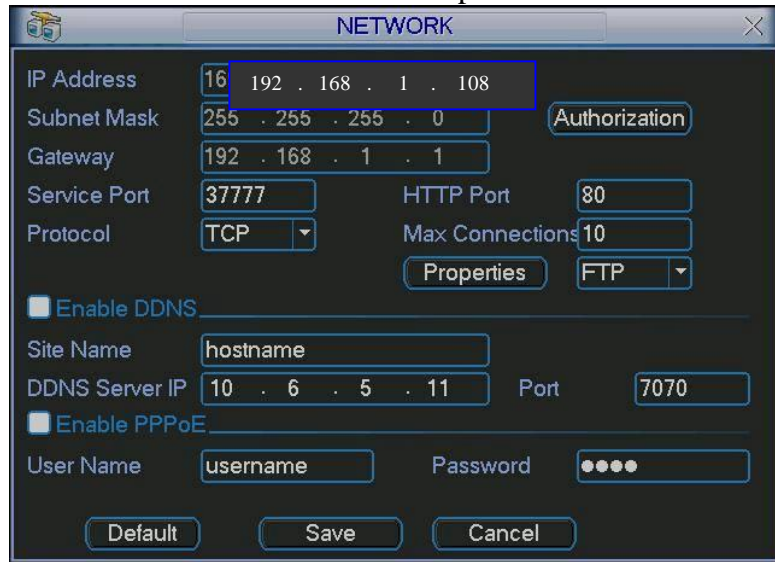 NETWORK
IP Address 16 192 . 168 . 1 . 108
Subnet Mask 255 . 255 . 255 . 0 Authorization
Gateway 192 . 168 . 1 . 1
Service Port 37777 HTTP Port 80
Protocol TCP Max Connections 10
Properties FTP
Enable DDNS
Site Name hostname
DDNS Server IP 10 . 6 . 5 . 11 Port 7070
Enable PPPoE
User Name username Password ●●●●
Default Save Cancel